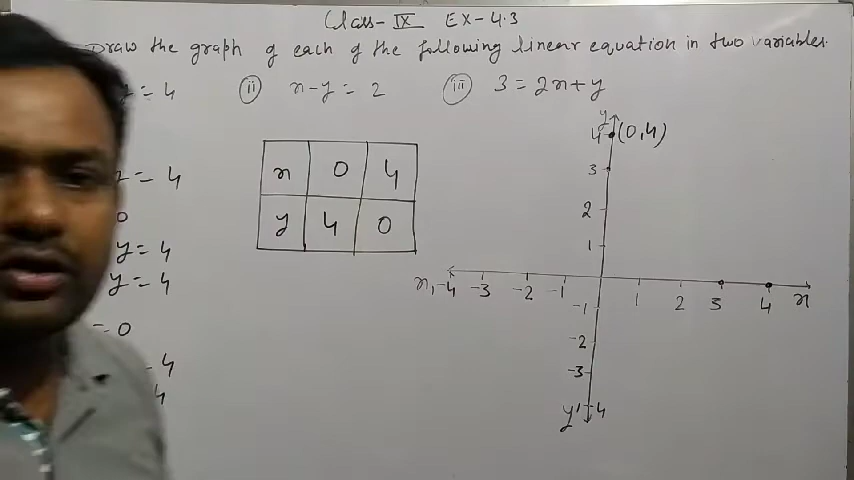 Class-IX EX-4.3
Draw the graph of each of the following linear equation in two variables.
y = 4 (ii) x-y = 2 (iii) 3 = 2x+y
= 4
0
y = 4
y = 4
= 0
- 4
4
x 0 4
y 4 0
y
4 (0,4)
3
2
1
x, -4 -3 -2 -1 1 2 3 4 x
-1
-2
-3
y' -4